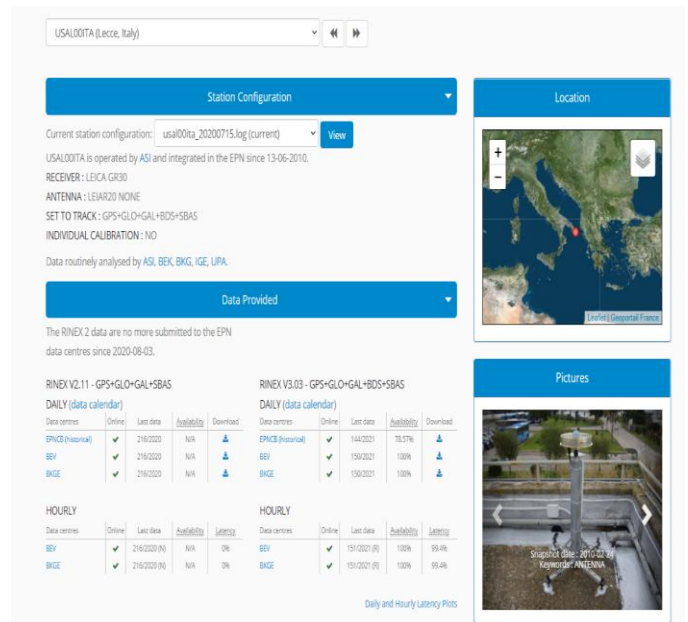 USAL00ITA (Lecce, Italy)
Station Configuration
Current station configuration: usal00ita_20200715.log (current) View
USAL00ITA is operated by ASI and integrated in the EPN since 13-06-2010.
RECEIVER : LEICA GR30
ANTENNA : LEIAR20 NONE
SET TO TRACK : GPS+GLO+GAL+BDS+SBAS
INDIVIDUAL CALIBRATION : NO
Data routinely analysed by ASI, BEK, BKG, IGE, UPA.
Data Provided
The RINEX 2 data are no more submitted to the EPN
data centres since 2020-08-03.
RINEX V2.11 - GPS+GLO+GAL+SBAS
DAILY (data calendar)
Data centres Online Last data Availability Download
EPNCB (historical) 216/2020 N/A
BEV 216/2020 N/A
BKGE 216/2020 N/A
HOURLY
Data centres Online Last data Availability Latency
BEV 216/2020 (N) N/A 0%
BKGE 216/2020 (N) N/A 0%
RINEX V3.03 - GPS+GLO+GAL+BDS+SBAS
DAILY (data calendar)
Data centres Online Last data Availability Download
EPNCB (historical) 144/2021 78.57%
BEV 150/2021 100%
BKGE 150/2021 100%
HOURLY
Data centres Online Last data Availability Latency
BEV 151/2021 (R) 100% 99.4%
BKGE 151/2021 (R) 100% 99.4%
Daily and Hourly Latency Plots
Location
+
−
Leaflet | Geoportail France
Pictures
Snapshot date : 2010-02-24
Keywords : ANTENNA